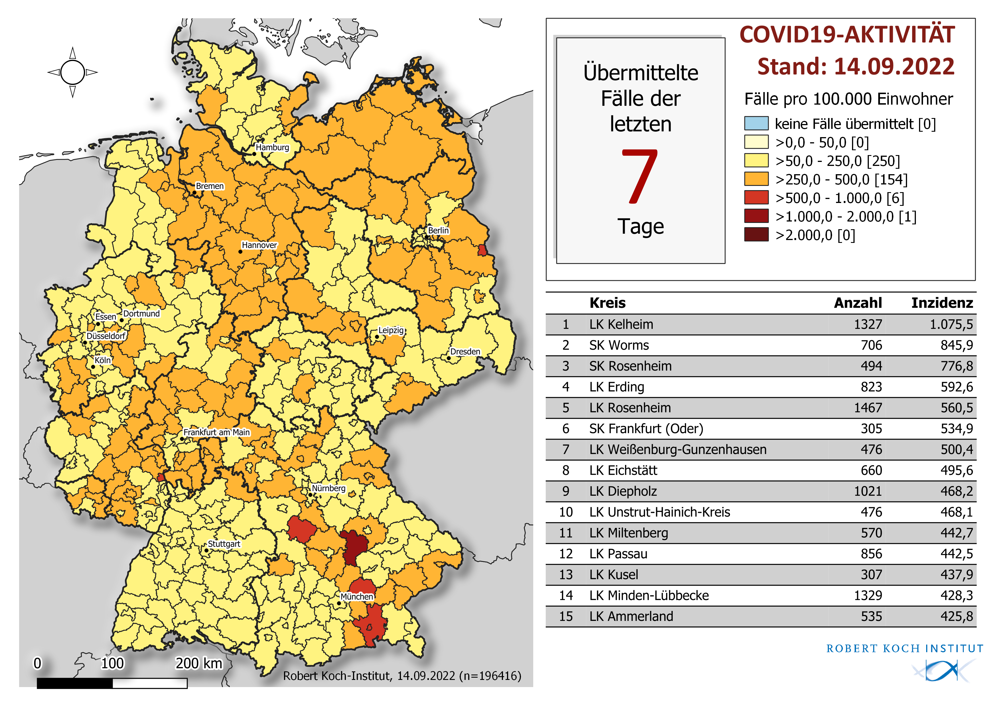 COVID19-AKTIVITÄT
Stand: 14.09.2022
Übermittelte
Fälle der
letzten
7
Tage
Fälle pro 100.000 Einwohner
keine Fälle übermittelt [0]
>0,0 - 50,0 [0]
>50,0 - 250,0 [250]
>250,0 - 500,0 [154]
>500,0 - 1.000,0 [6]
>1.000,0 - 2.000,0 [1]
>2.000,0 [0]
Hamburg
Bremen
Berlin
Hannover
Essen
Dortmund
Düsseldorf
Leipzig
Köln
Dresden
Frankfurt am Main
Nürnberg
Stuttgart
München
0 100 200 km
Robert Koch-Institut, 14.09.2022 (n=196416)
Kreis Anzahl Inzidenz
1 LK Kelheim 1327 1.075,5
2 SK Worms 706 845,9
3 SK Rosenheim 494 776,8
4 LK Erding 823 592,6
5 LK Rosenheim 1467 560,5
6 SK Frankfurt (Oder) 305 534,9
7 LK Weißenburg-Gunzenhausen 476 500,4
8 LK Eichstätt 660 495,6
9 LK Diepholz 1021 468,2
10 LK Unstrut-Hainich-Kreis 476 468,1
11 LK Miltenberg 570 442,7
12 LK Passau 856 442,5
13 LK Kusel 307 437,9
14 LK Minden-Lübbecke 1329 428,3
15 LK Ammerland 535 425,8
ROBERT KOCH INSTITUT